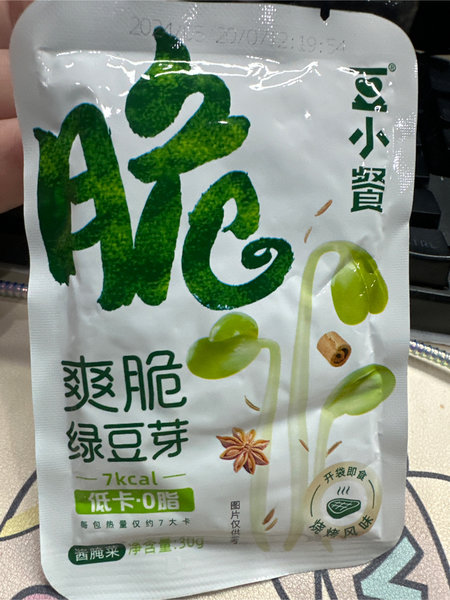 豆小餐®
脆
爽脆
绿豆芽
7kcal
低卡·0脂
每包热量仅约7大卡
酱腌菜 净含量:30g
图片仅供
开袋即食
烧烤风味